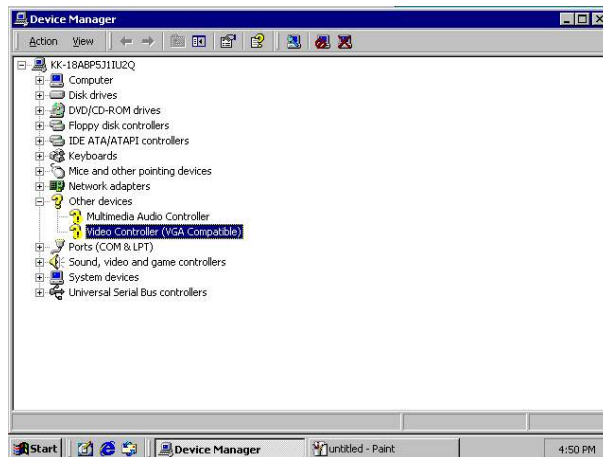 Device Manager
Action View
KK-18ABP5J1IU2Q
Computer
Disk drives
DVD/CD-ROM drives
Floppy disk controllers
IDE ATA/ATAPI controllers
Keyboards
Mice and other pointing devices
Network adapters
Other devices
Multimedia Audio Controller
Video Controller (VGA Compatible)
Ports (COM & LPT)
Sound, video and game controllers
System devices
Universal Serial Bus controllers
Start Device Manager untitled - Paint 4:50 PM